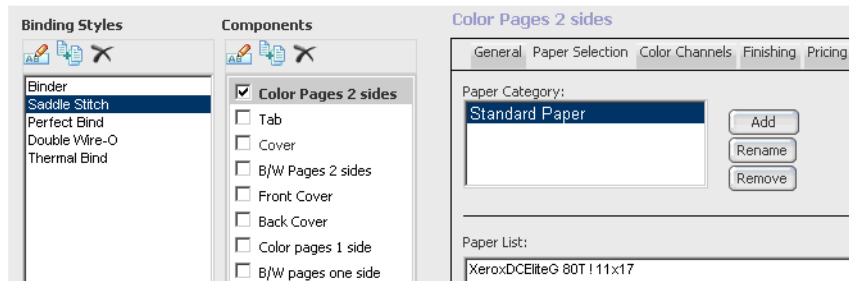 Binding Styles
Binder
Saddle Stitch
Perfect Bind
Double Wire-O
Thermal Bind
Components
Color Pages 2 sides
Tab
Cover
B/W Pages 2 sides
Front Cover
Back Cover
Color pages 1 side
B/W pages one side
Color Pages 2 sides
General Paper Selection Color Channels Finishing Pricing
Paper Category:
Standard Paper
Add
Rename
Remove
Paper List:
XeroxDCEliteG 80T ! 11x17